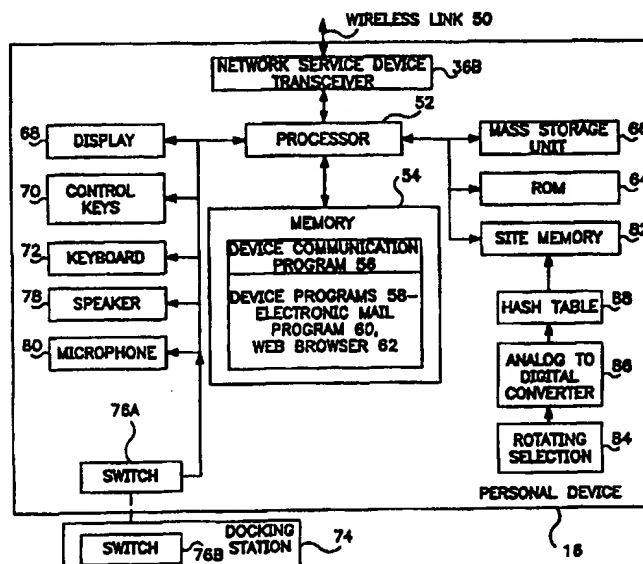 WIRELESS LINK 50
NETWORK SERVICE DEVICE
TRANSCEIVER
36B
52
PROCESSOR
68
DISPLAY
70
CONTROL
KEYS
72
KEYBOARD
78
SPEAKER
80
MICROPHONE
54
MEMORY
DEVICE COMMUNICATION
PROGRAM 56
DEVICE PROGRAMS 58-
ELECTRONIC MAIL
PROGRAM 60,
WEB BROWSER 62
MASS STORAGE
UNIT
66
ROM
64
SITE MEMORY
82
HASH TABLE
88
ANALOG TO
DIGITAL
CONVERTER
86
ROTATING
SELECTION
84
76A
SWITCH
PERSONAL DEVICE
16
DOCKING
STATION
SWITCH
76B
74